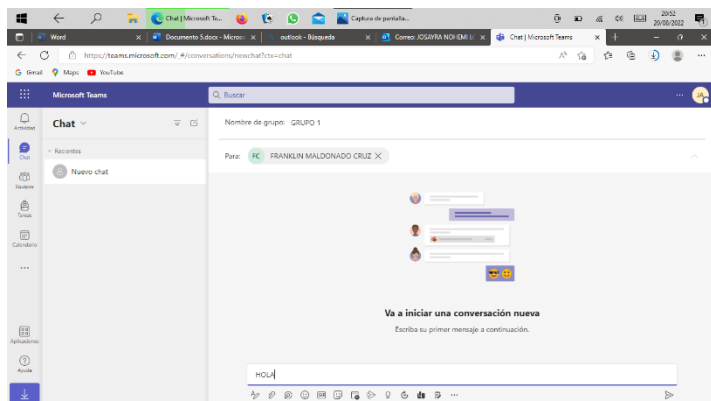 Chat | Microsoft Te...
Captura de pantalla...
20:52
20/08/2022
Word
Documento 5.docx - Micros
outlook - Búsqueda
Correo: JOSAYRA NOHEMI L
Chat | Microsoft Teams
https://teams.microsoft.com/_#/conversations/newchat?ctx=chat
Gmail
Maps
YouTube
Microsoft Teams
Buscar
JA
Actividad
Chat
Equipos
Tareas
Calendario
Aplicaciones
Ayuda
Chat
Recientes
Nuevo chat
Nombre de grupo: GRUPO 1
Para: FC FRANKLIN MALDONADO CRUZ
Va a iniciar una conversación nueva
Escriba su primer mensaje a continuación.
HOLA